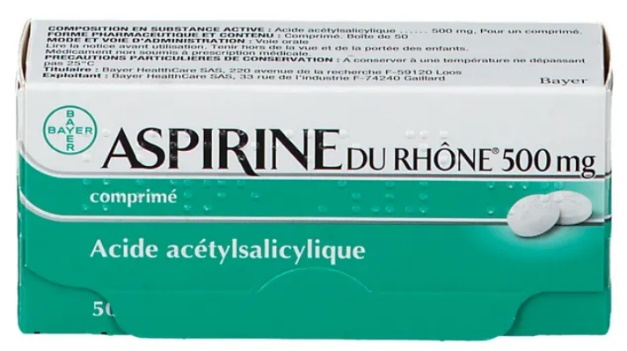 COMPOSITION EN SUBSTANCE ACTIVE : Acide acétylsalicylique ...... 500 mg, Pour un comprimé.
FORME PHARMACEUTIQUE ET CONTENU : Comprimé. Boîte de 50
MODE ET VOIE D'ADMINISTRATION : Voie orale
Lire la notice avant utilisation. Tenir hors de la vue et de la portée des enfants.
Médicament non soumis à prescription médicale.
PRECAUTIONS PARTICULIERES DE CONSERVATION : A conserver à une température ne dépassant
pas 25°C
Titulaire : Bayer HealthCare SAS, 220 avenue de la recherche F-59120 Loos
Exploitant : Bayer HealthCare SAS, 33 rue de l'industrie F-74240 Gaillard
Bayer
BAYER
BAYER
ASPIRINE DU RHÔNE® 500 mg
comprimé
Acide acétylsalicylique
50